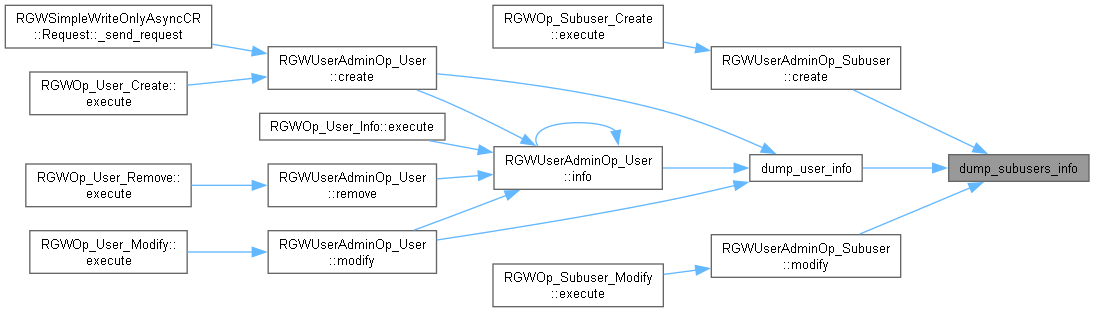 RGWSimpleWriteOnlyAsyncCR
::Request::_send_request
RGWOp_User_Create::
execute
RGWOp_User_Remove::
execute
RGWOp_User_Modify::
execute
RGWUserAdminOp_User
::create
RGWOp_User_Info::execute
RGWUserAdminOp_User
::remove
RGWUserAdminOp_User
::modify
RGWOp_Subuser_Create
::execute
RGWUserAdminOp_User
::info
RGWOp_Subuser_Modify
::execute
RGWUserAdminOp_Subuser
::create
dump_user_info
RGWUserAdminOp_Subuser
::modify
dump_subusers_info